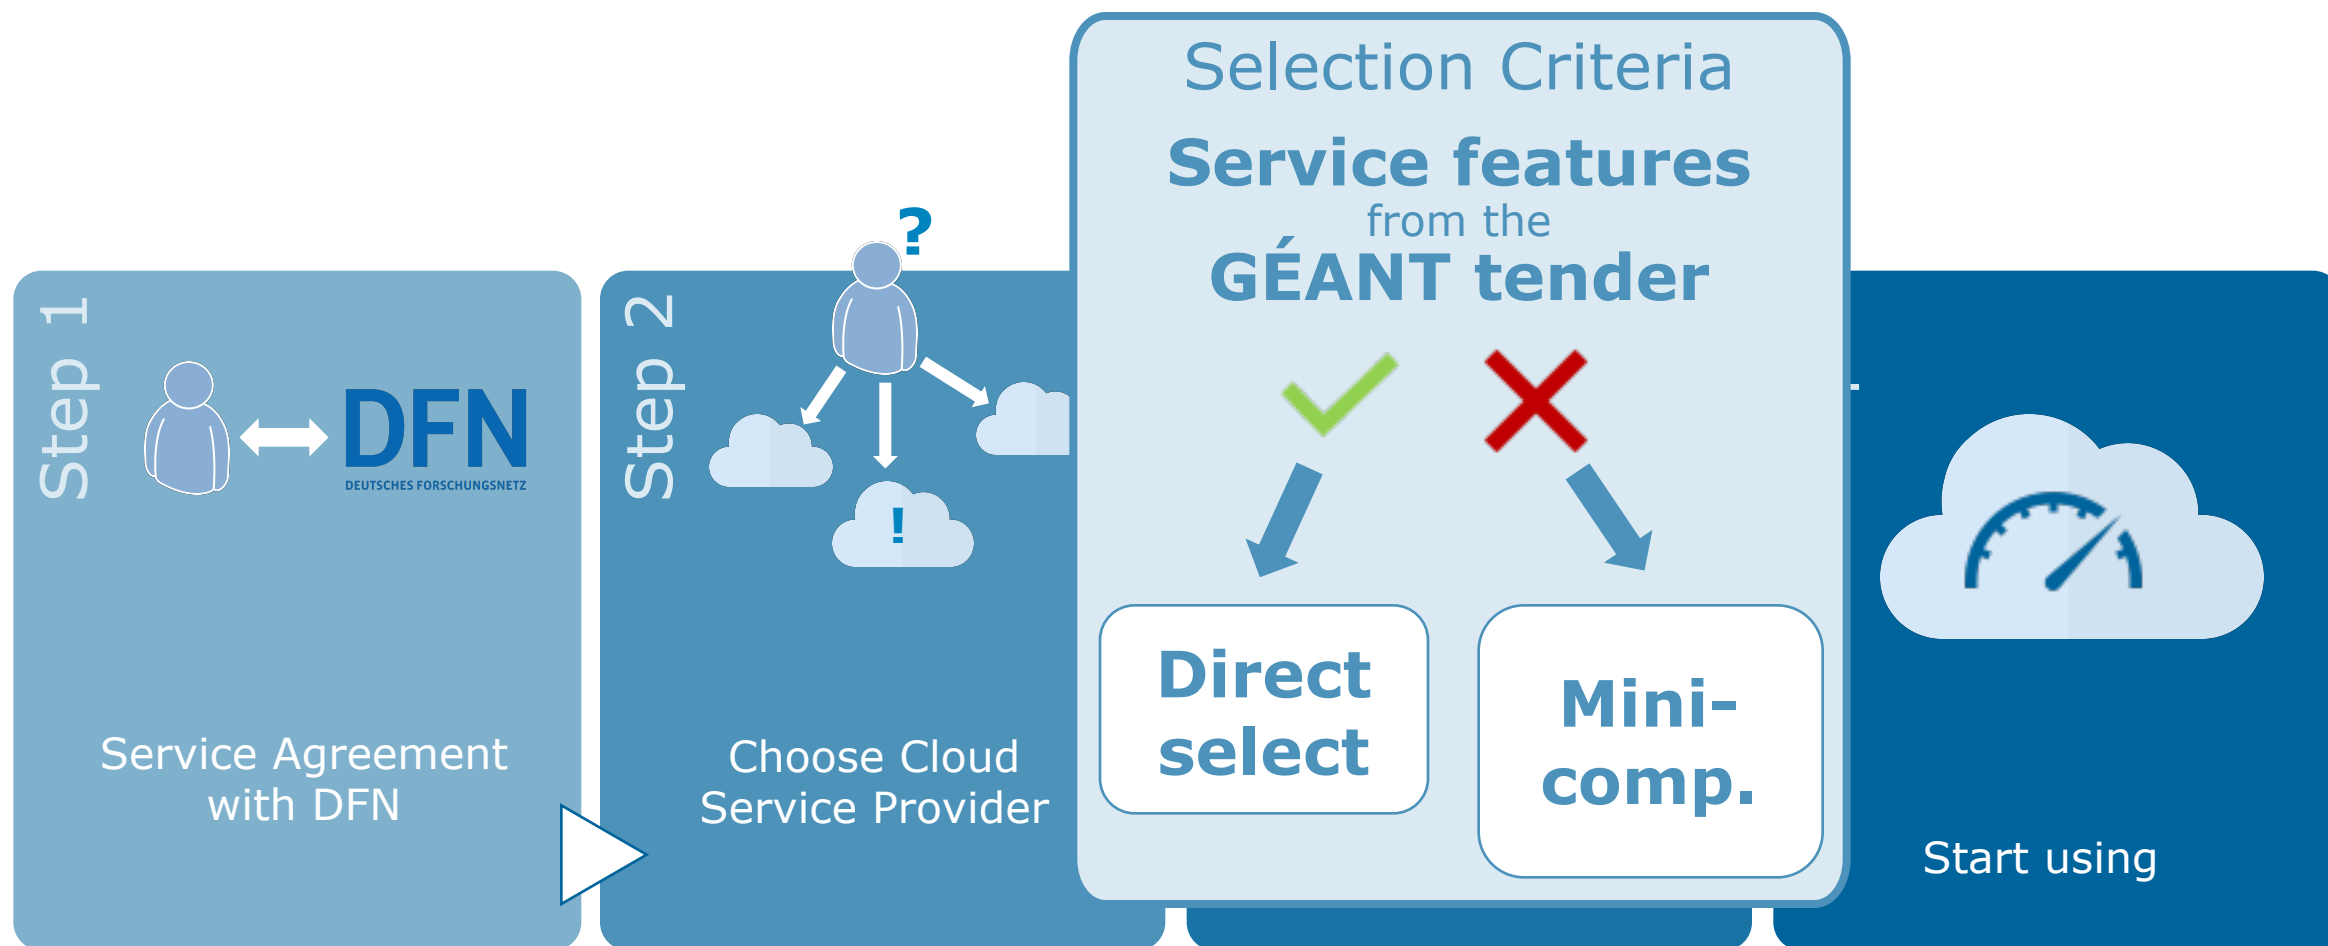 Step 1
DFN
DEUTSCHES FORSCHUNGSNETZ
Service Agreement
with DFN
Step 2
?
!
Choose Cloud
Service Provider
Selection Criteria
Service features
from the
GÉANT tender
Direct
select
Mini-
comp.
Start using